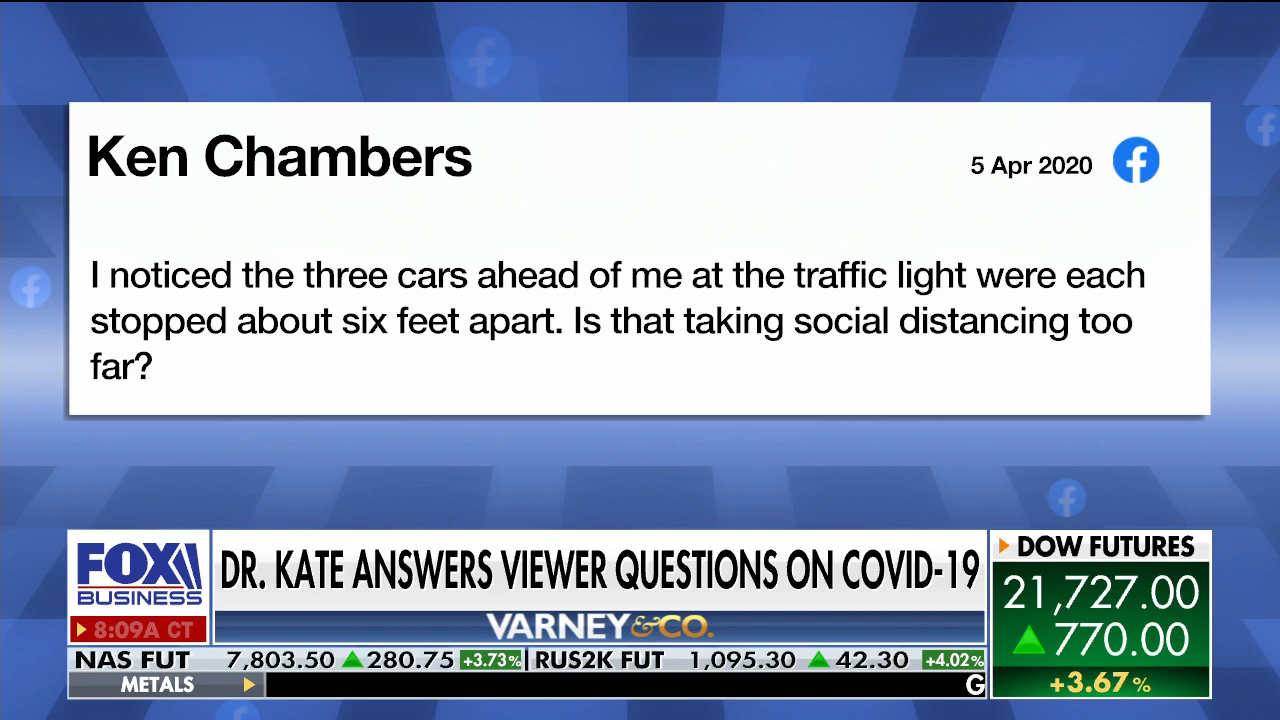 Ken Chambers
5 Apr 2020
I noticed the three cars ahead of me at the traffic light were each
stopped about six feet apart. Is that taking social distancing too
far?
FOX
BUSINESS
8:09A CT
DR. KATE ANSWERS VIEWER QUESTIONS ON COVID-19
VARNEY & CO.
DOW FUTURES
21,727.00
770.00
+3.67%
NAS FUT 7,803.50 280.75 +3.73% RUS2K FUT 1,095.30 42.30 +4.02%
METALS G